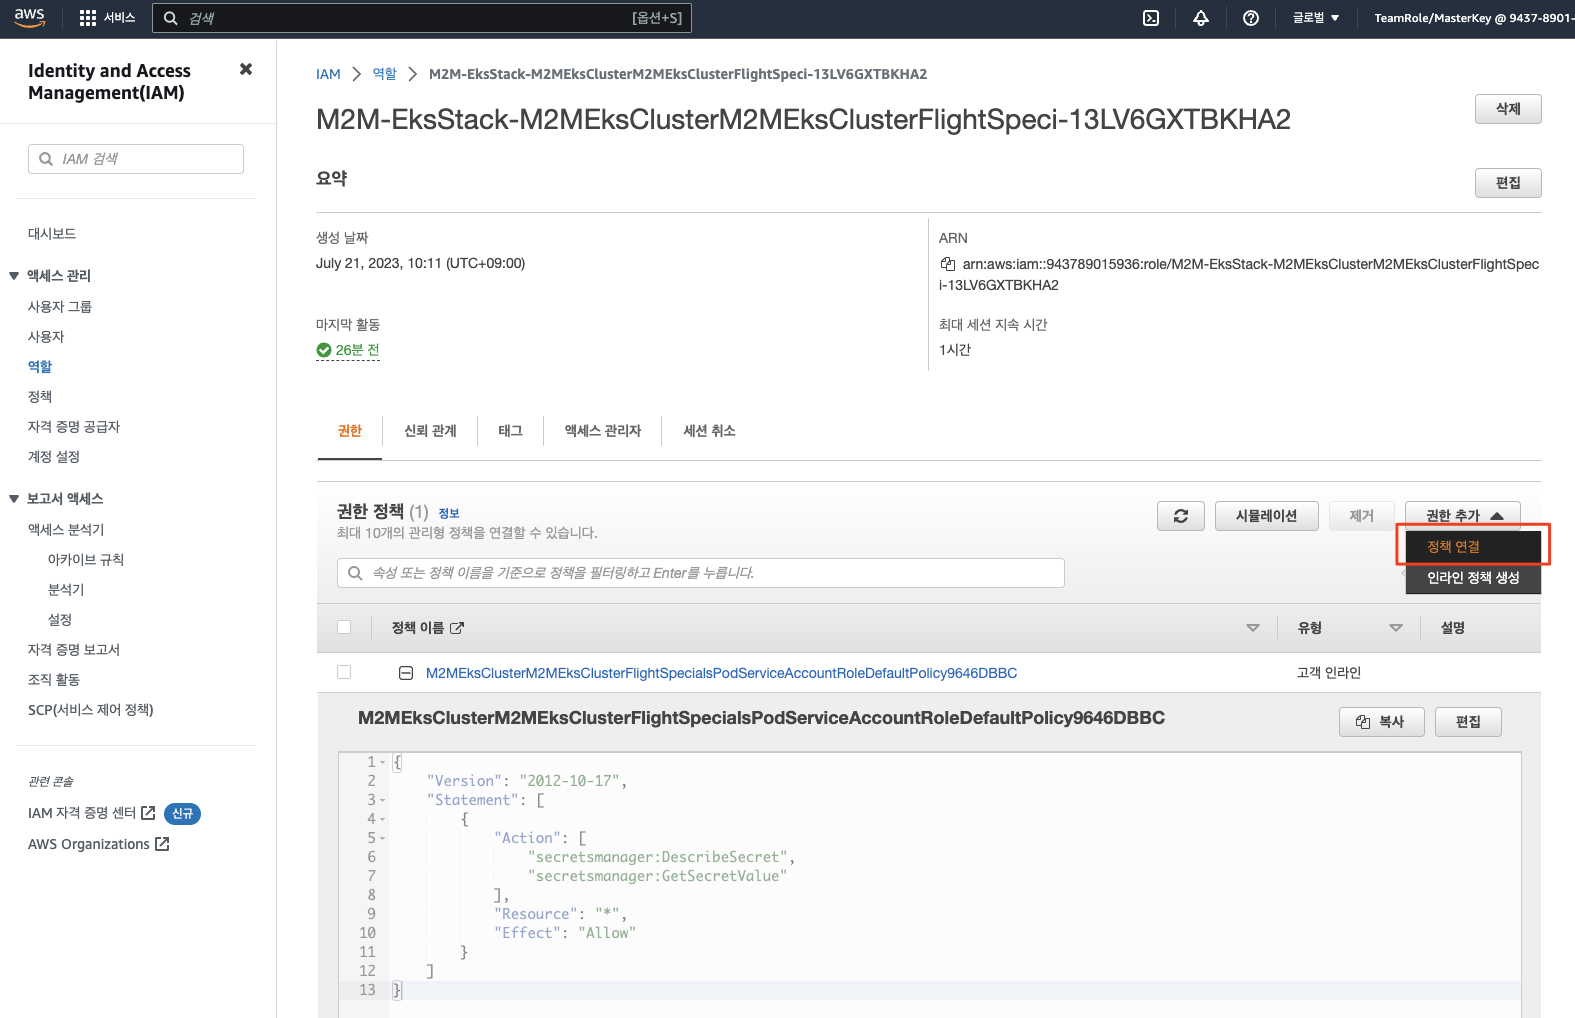 aws
서비스
검색
[옵션+S]
글로벌
TeamRole/MasterKey @ 9437-8901-
Identity and Access
Management(IAM)
IAM 검색
대시보드
액세스 관리
사용자 그룹
사용자
역할
정책
자격 증명 공급자
계정 설정
보고서 액세스
액세스 분석기
아카이브 규칙
분석기
설정
자격 증명 보고서
조직 활동
SCP(서비스 제어 정책)
관련 콘솔
IAM 자격 증명 센터
신규
AWS Organizations
IAM
역할
M2M-EksStack-M2MEksClusterM2MEksClusterFlightSpeci-13LV6GXTBKHA2
M2M-EksStack-M2MEksClusterM2MEksClusterFlightSpeci-13LV6GXTBKHA2
삭제
요약
편집
생성 날짜
July 21, 2023, 10:11 (UTC+09:00)
ARN
arn:aws:iam::943789015936:role/M2M-EksStack-M2MEksClusterM2MEksClusterFlightSpec
i-13LV6GXTBKHA2
마지막 활동
26분 전
최대 세션 지속 시간
1시간
권한
신뢰 관계
태그
액세스 관리자
세션 취소
권한 정책 (1) 정보
최대 10개의 관리형 정책을 연결할 수 있습니다.
시뮬레이션
제거
권한 추가
정책 연결
인라인 정책 생성
속성 또는 정책 이름을 기준으로 정책을 필터링하고 Enter를 누릅니다.
정책 이름
유형
설명
M2MEksClusterM2MEksClusterFlightSpecialsPodServiceAccountRoleDefaultPolicy9646DBBC
고객 인라인
M2MEksClusterM2MEksClusterFlightSpecialsPodServiceAccountRoleDefaultPolicy9646DBBC
복사
편집
1 {
2 "Version": "2012-10-17",
3 "Statement": [
4 {
5 "Action": [
6 "secretsmanager:DescribeSecret",
7 "secretsmanager:GetSecretValue"
8 ],
9 "Resource": "*",
10 "Effect": "Allow"
11 }
12 ]
13 }